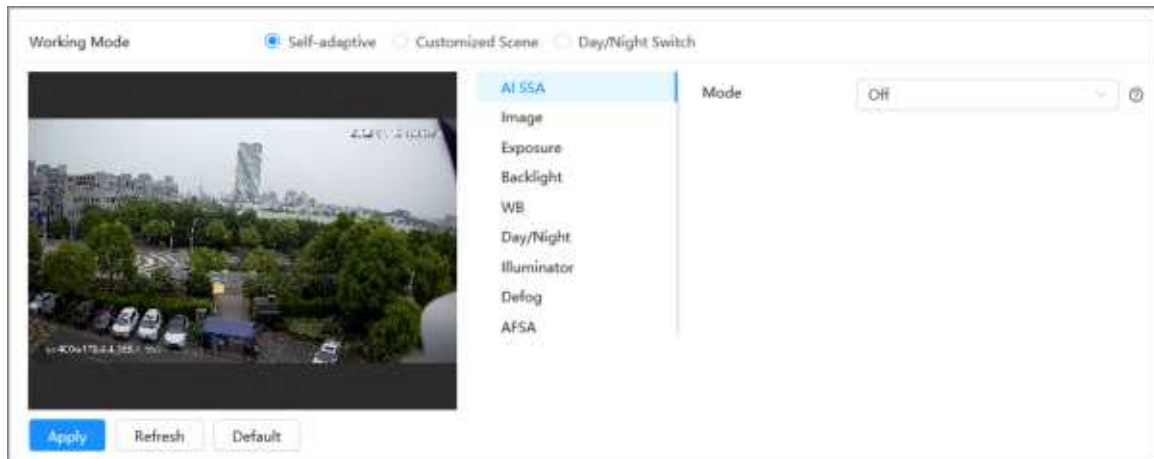 Working Mode
Self-adaptive Customized Scene Day/Night Switch
AI SSA
Image
Exposure
Backlight
WB
Day/Night
Illuminator
Defog
AFSA
Mode Off
Apply Refresh Default